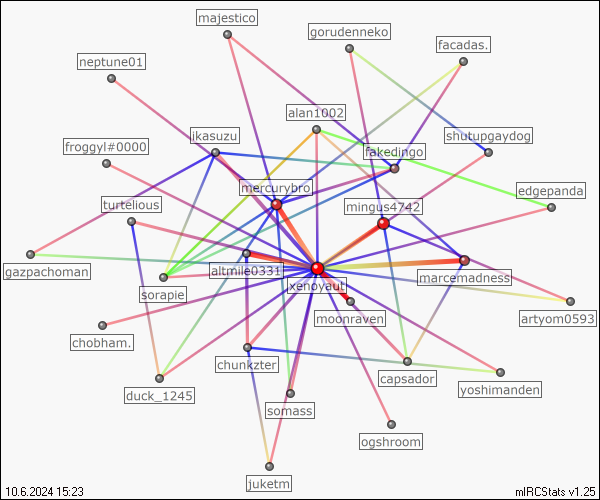 majestico
gorudenneko
facadas.
neptune01
alan1002
ikasuzu
shutupgaydog
froggyl#0000
fakedingo
mercurybro
edgepanda
turtelious
mingus4742
gazpachoman
altmile0331
marcemadness
sorapie
xenoyaut
moonraven
artyom0593
chobham.
chunkzter
capsador
yoshimanden
duck_1245
somass
ogshroom
juketm
10.6.2024 15:23
mIRCStats v1.25